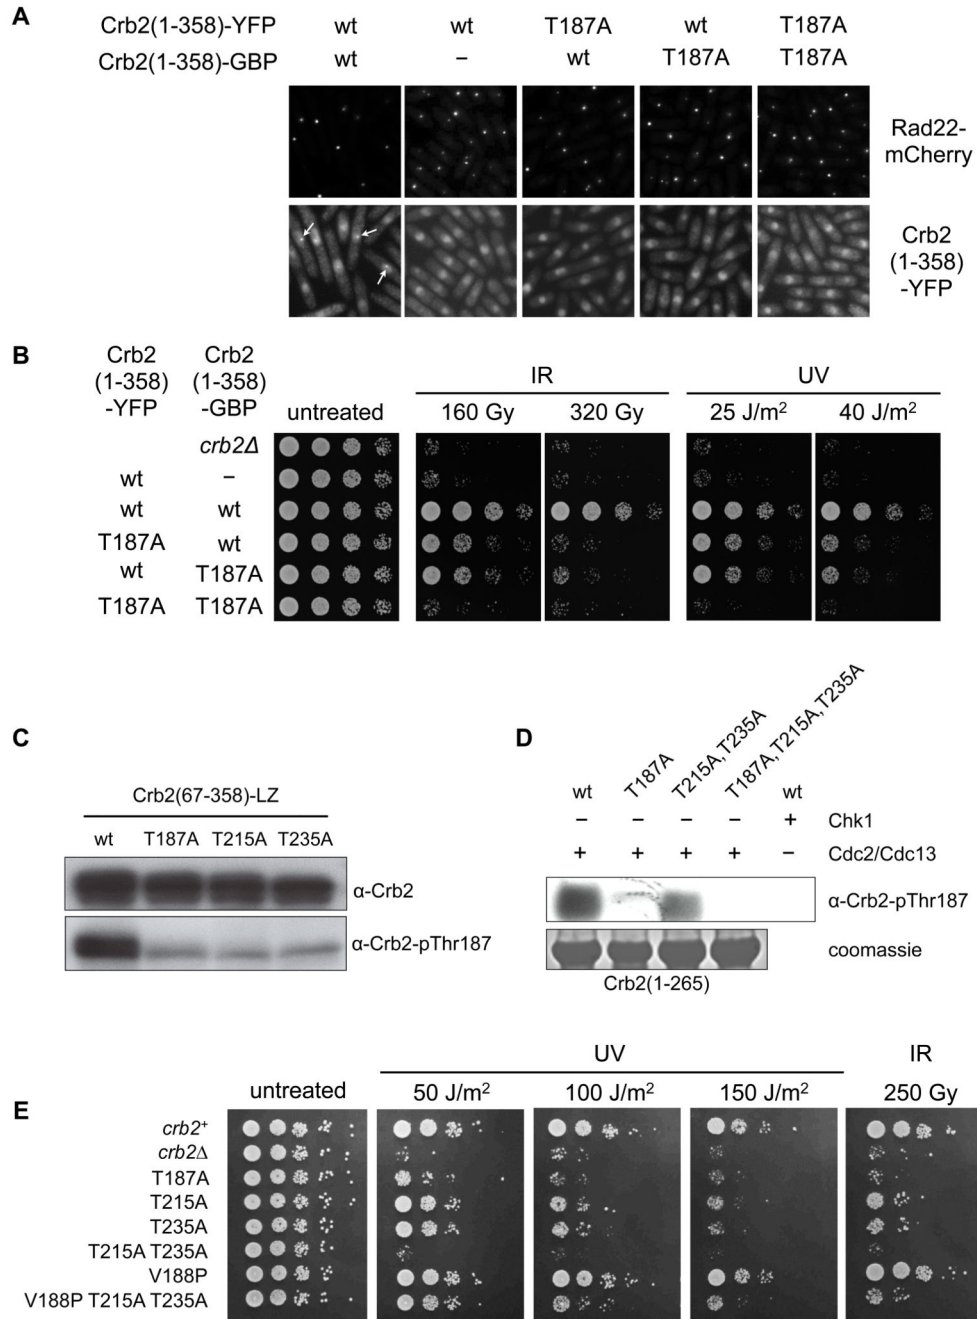 A
Crb2(1-358)-YFP wt wt T187A wt T187A
Crb2(1-358)-GBP wt – wt T187A T187A
Rad22-
mCherry
Crb2
(1-358)
-YFP
B
Crb2 Crb2
(1-358) (1-358)
-YFP -GBP
IR UV
untreated 160 Gy 320 Gy 25 J/m² 40 J/m²
crb2Δ
wt –
wt wt
T187A wt
wt T187A
T187A T187A
C
Crb2(67-358)-LZ
wt T187A T215A T235A
α-Crb2
α-Crb2-pThr187
D
wt T187A T215A,T235A T187A,T215A,T235A wt
– – – – + Chk1
+ + + + – Cdc2/Cdc13
α-Crb2-pThr187
coomassie
Crb2(1-265)
E
UV IR
untreated 50 J/m² 100 J/m² 150 J/m² 250 Gy
crb2⁺
crb2Δ
T187A
T215A
T235A
T215A T235A
V188P
V188P T215A T235A